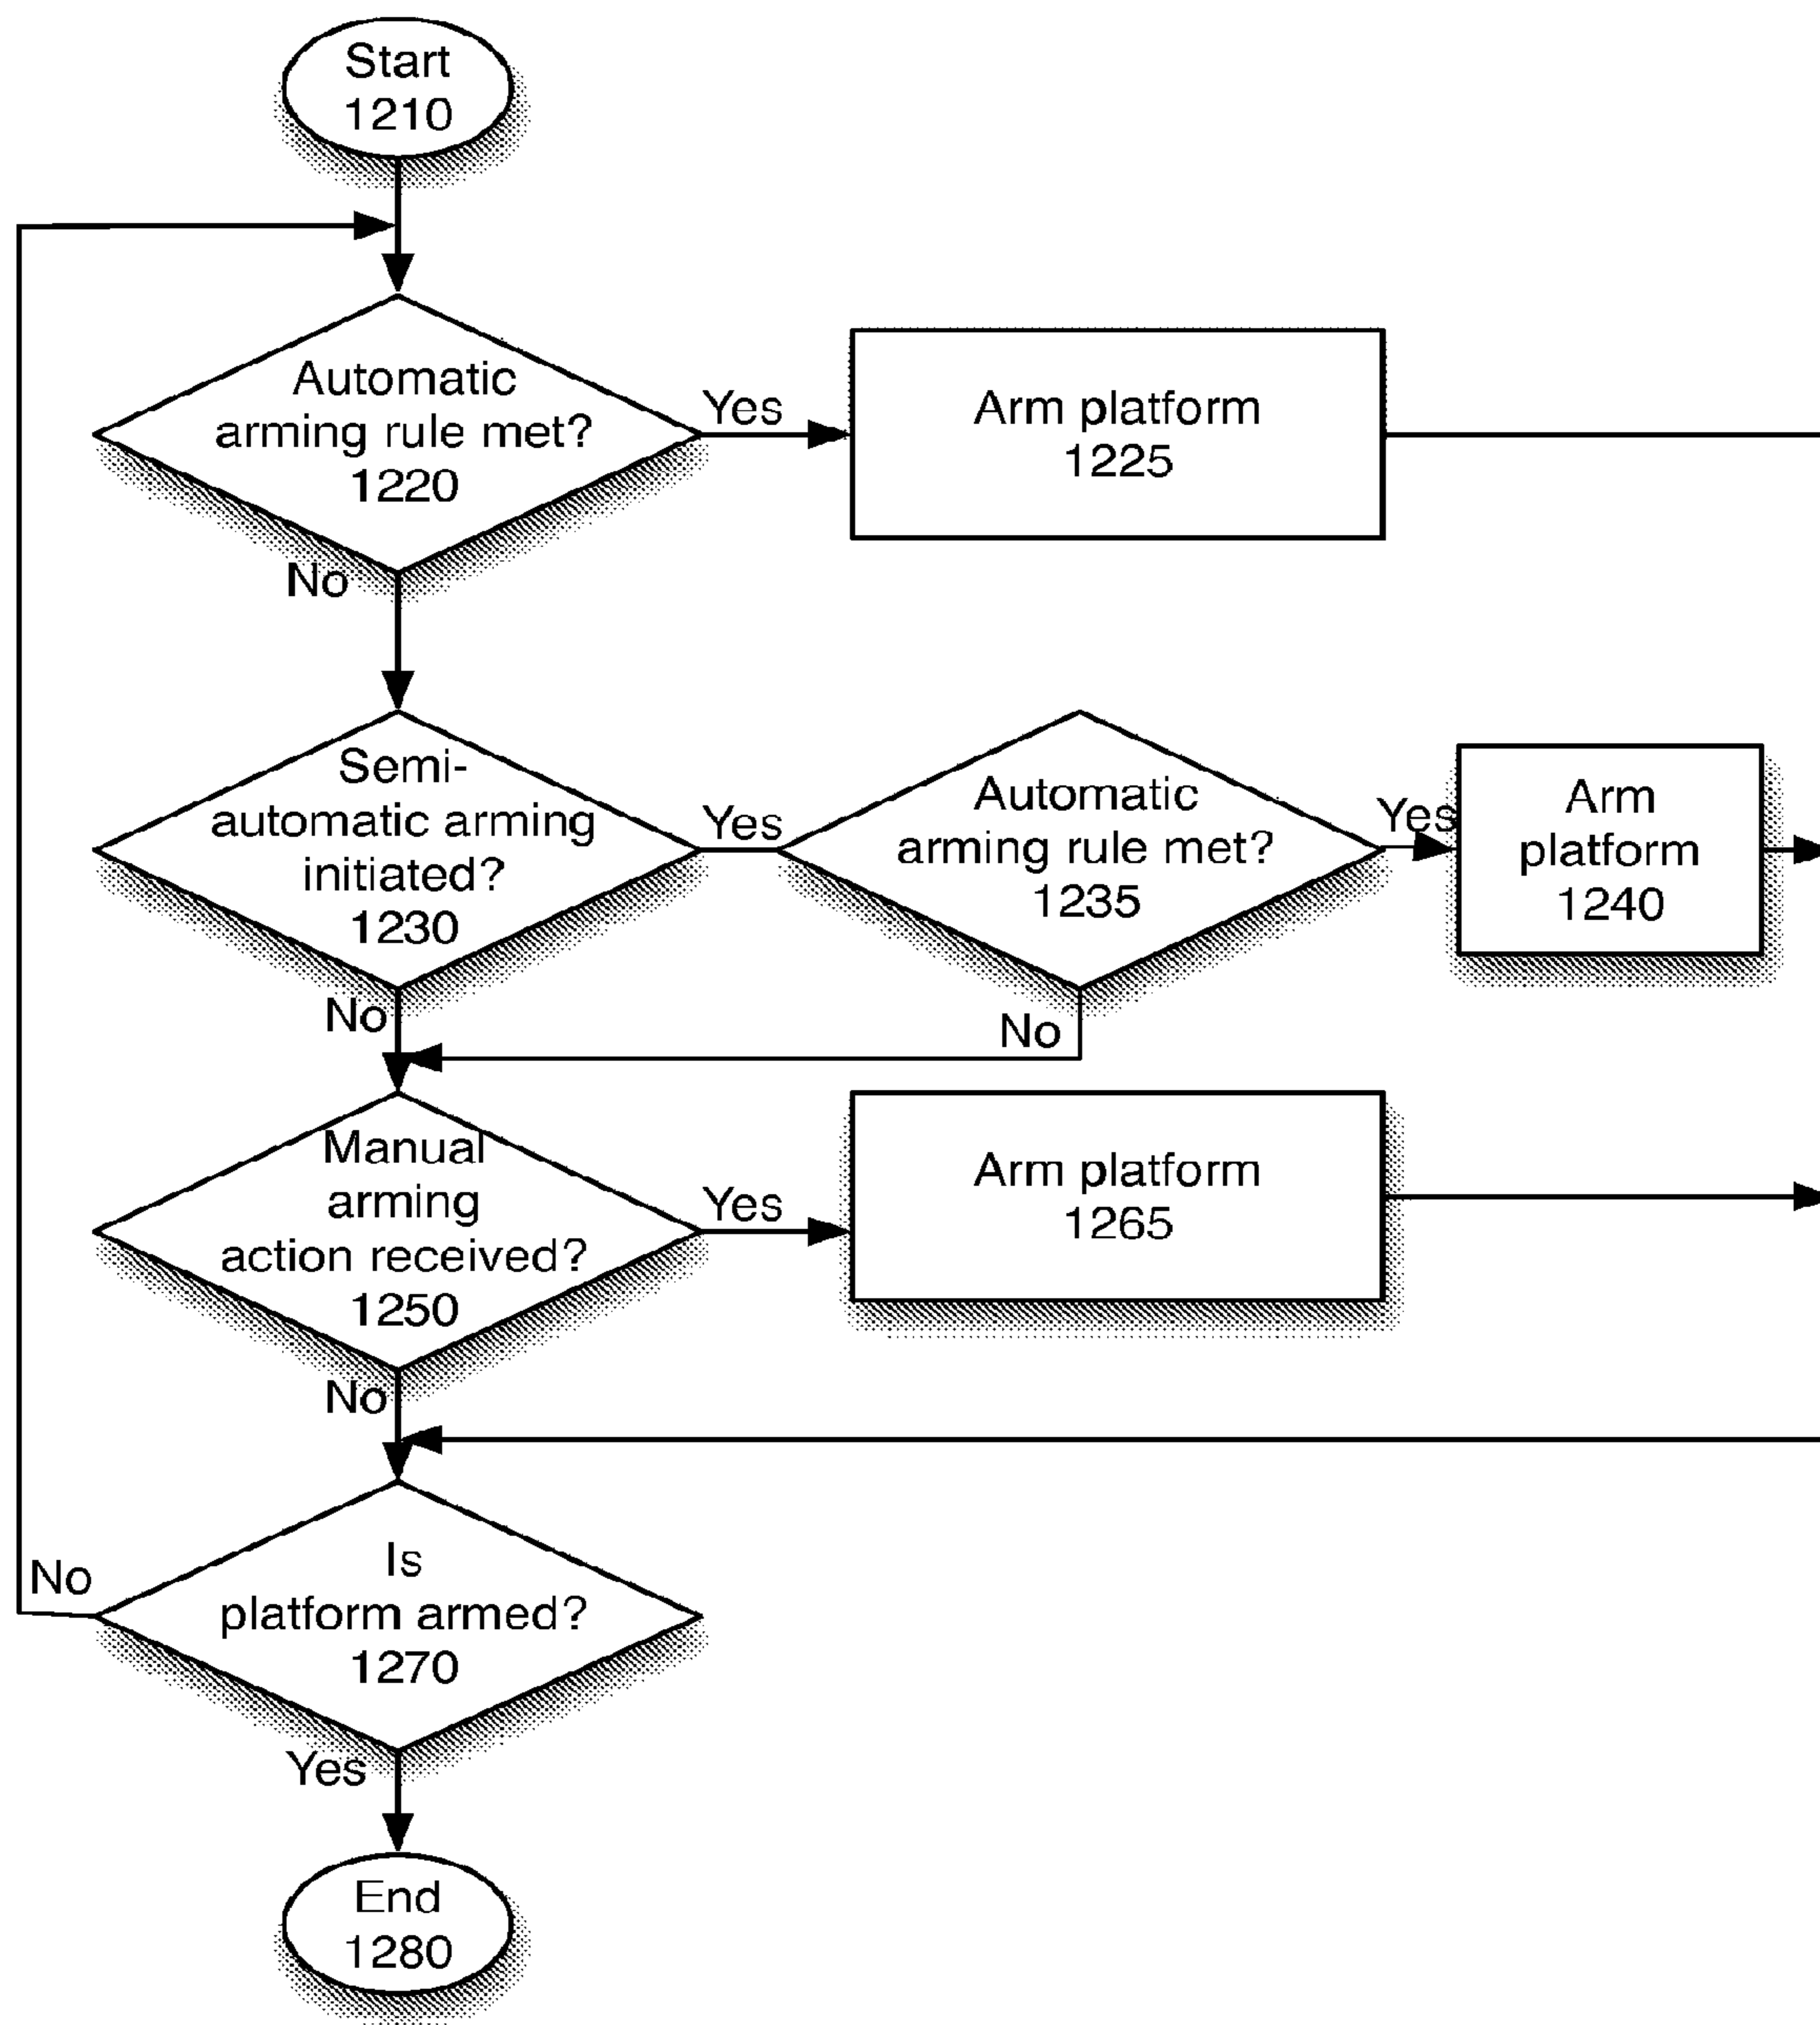 Start
1210
Automatic
arming rule met?
1220
Yes
Arm platform
1225
No
Semi-
automatic arming
initiated?
1230
Yes
Automatic
arming rule met?
1235
Yes
Arm
platform
1240
No
No
Manual
arming
action received?
1250
Yes
Arm platform
1265
No
Is
platform armed?
1270
No
Yes
End
1280